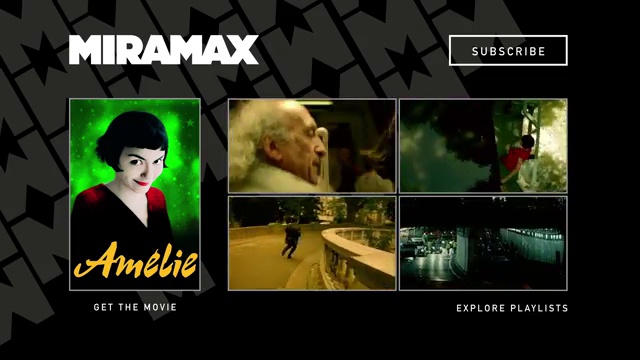 MIRAMAX
SUBSCRIBE
Amélie
GET THE MOVIE
EXPLORE PLAYLISTS